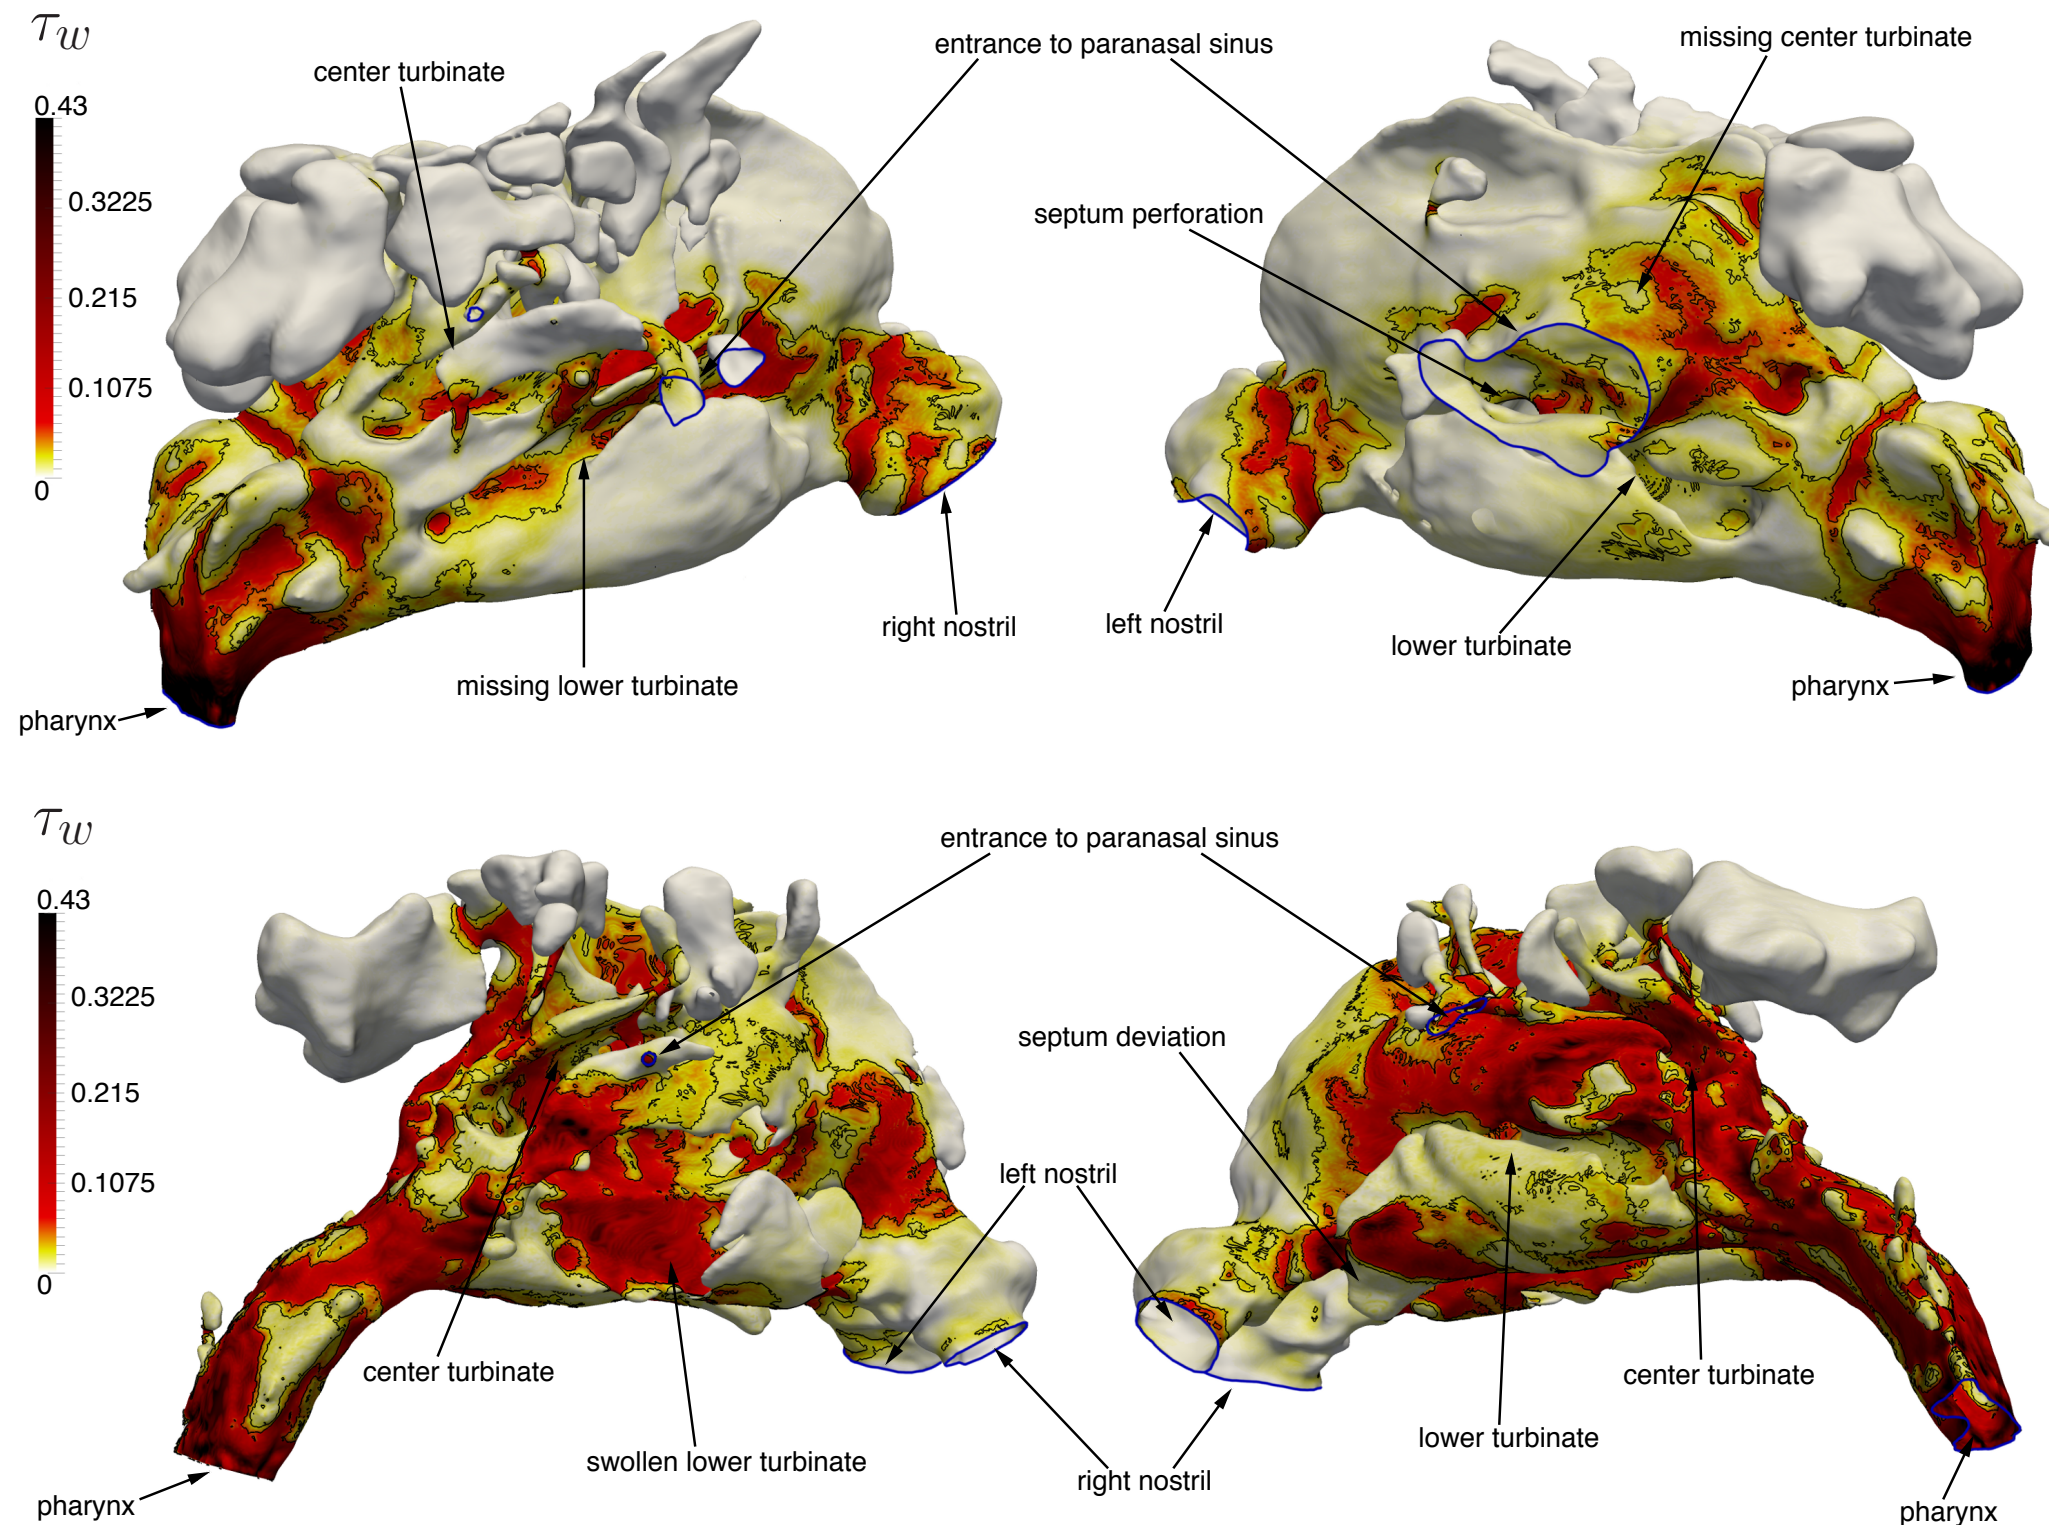 τw
0.43
0.3225
0.215
0.1075
0
center turbinate
entrance to paranasal sinus
missing center turbinate
septum perforation
right nostril
left nostril
lower turbinate
missing lower turbinate
pharynx
pharynx
τw
0.43
0.3225
0.215
0.1075
0
entrance to paranasal sinus
septum deviation
left nostril
center turbinate
center turbinate
swollen lower turbinate
lower turbinate
right nostril
pharynx
pharynx